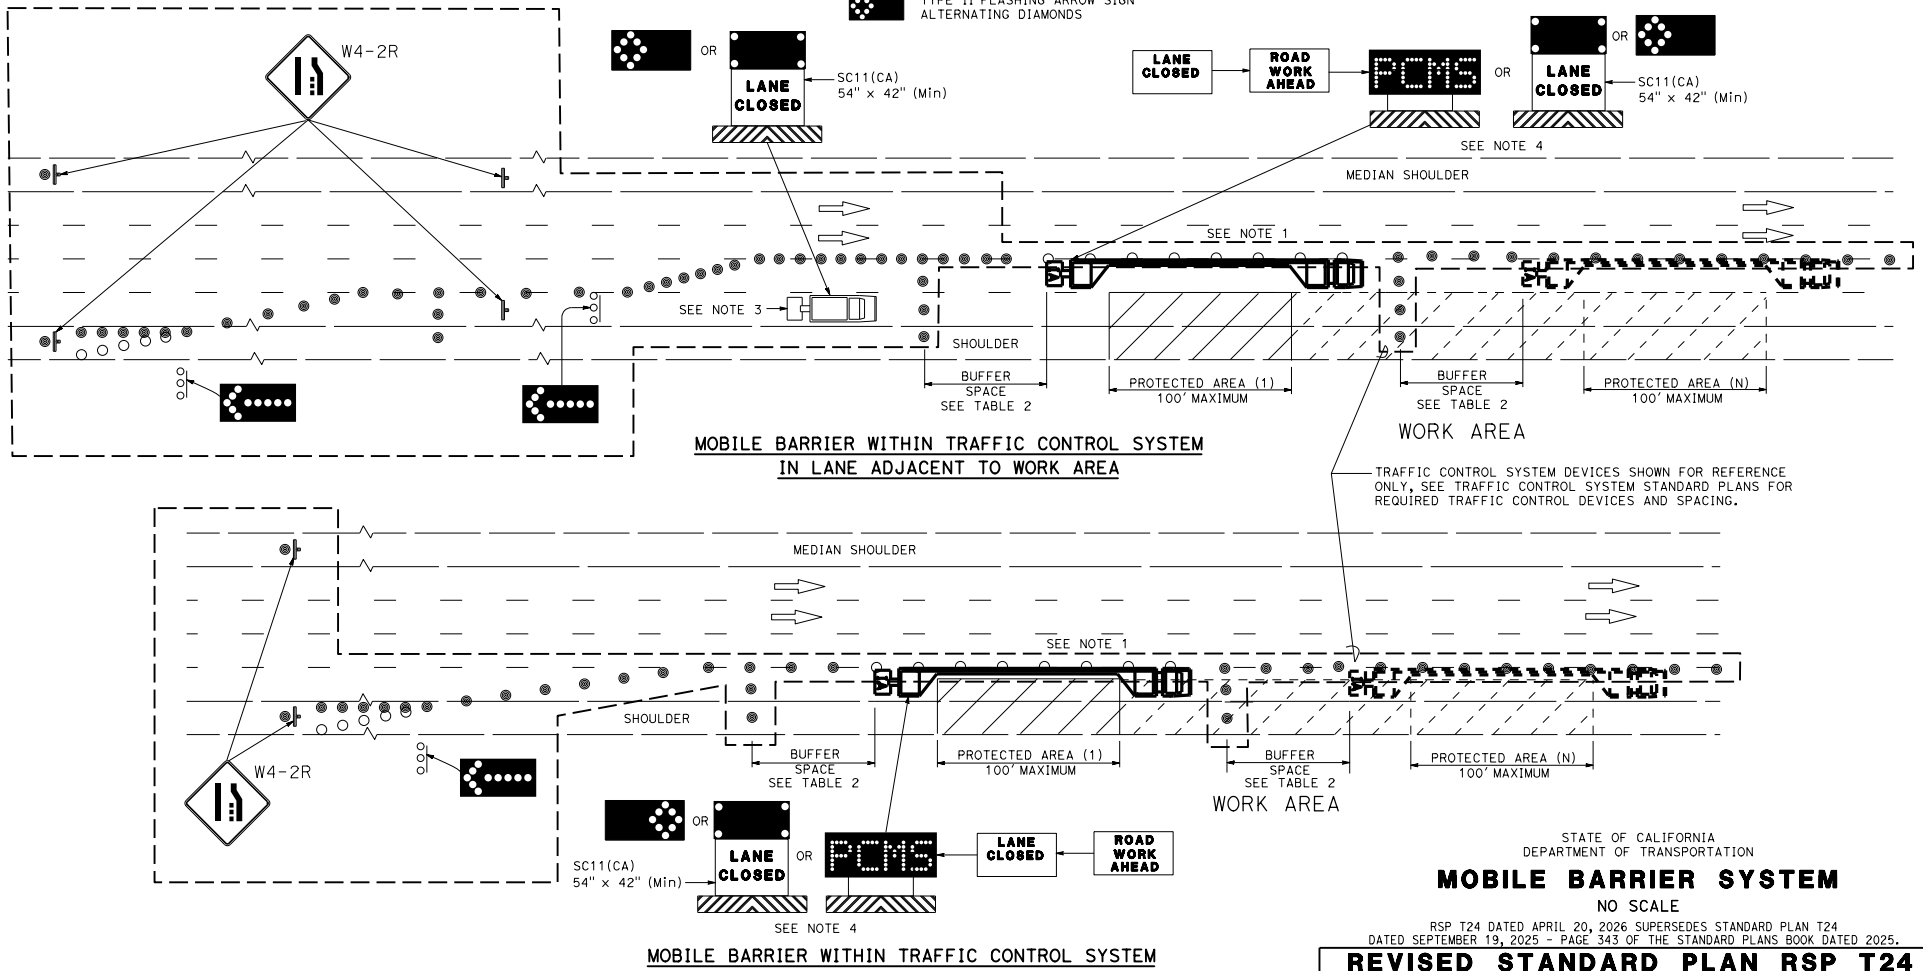 TYPE II FLASHING ARROW SIGN
ALTERNATING DIAMONDS
W4-2R
OR
LANE
CLOSED
SC11(CA)
54" x 42" (Min)
LANE
CLOSED
ROAD
WORK
AHEAD
PCMS
OR
LANE
CLOSED
OR
SC11(CA)
54" x 42" (Min)
SEE NOTE 4
MEDIAN SHOULDER
SEE NOTE 1
SEE NOTE 3
SHOULDER
BUFFER
SPACE
SEE TABLE 2
PROTECTED AREA (1)
100' MAXIMUM
BUFFER
SPACE
SEE TABLE 2
PROTECTED AREA (N)
100' MAXIMUM
WORK AREA
MOBILE BARRIER WITHIN TRAFFIC CONTROL SYSTEM
IN LANE ADJACENT TO WORK AREA
TRAFFIC CONTROL SYSTEM DEVICES SHOWN FOR REFERENCE
ONLY, SEE TRAFFIC CONTROL SYSTEM STANDARD PLANS FOR
REQUIRED TRAFFIC CONTROL DEVICES AND SPACING.
MEDIAN SHOULDER
SEE NOTE 1
SHOULDER
BUFFER
SPACE
SEE TABLE 2
PROTECTED AREA (1)
100' MAXIMUM
BUFFER
SPACE
SEE TABLE 2
PROTECTED AREA (N)
100' MAXIMUM
WORK AREA
W4-2R
OR
LANE
CLOSED
SC11(CA)
54" x 42" (Min)
OR
PCMS
LANE
CLOSED
ROAD
WORK
AHEAD
SEE NOTE 4
MOBILE BARRIER WITHIN TRAFFIC CONTROL SYSTEM
STATE OF CALIFORNIA
DEPARTMENT OF TRANSPORTATION
MOBILE BARRIER SYSTEM
NO SCALE
RSP T24 DATED APRIL 20, 2026 SUPERSEDES STANDARD PLAN T24
DATED SEPTEMBER 19, 2025 - PAGE 343 OF THE STANDARD PLANS BOOK DATED 2025.
REVISED STANDARD PLAN RSP T24